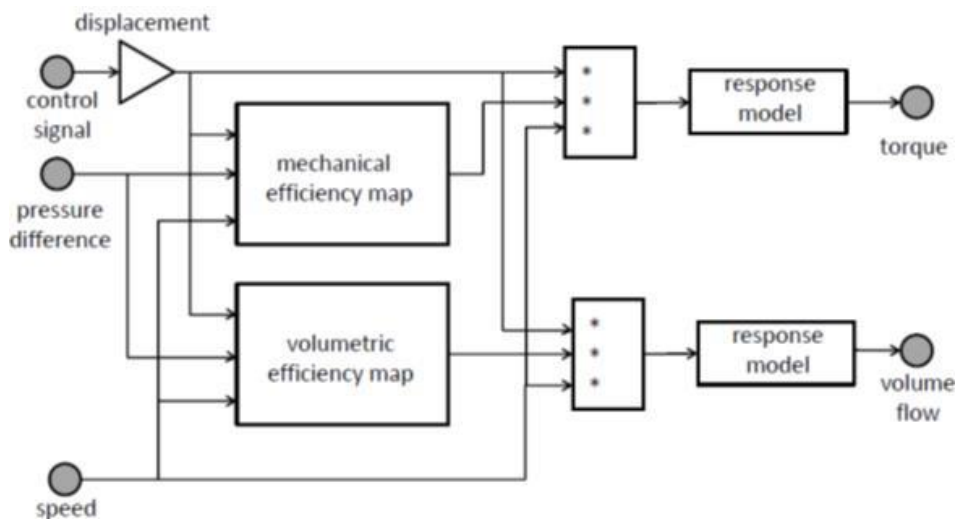 displacement
control
signal
pressure
difference
speed
mechanical
efficiency map
volumetric
efficiency map
*
*
*
*
*
*
response
model
torque
response
model
volume
flow